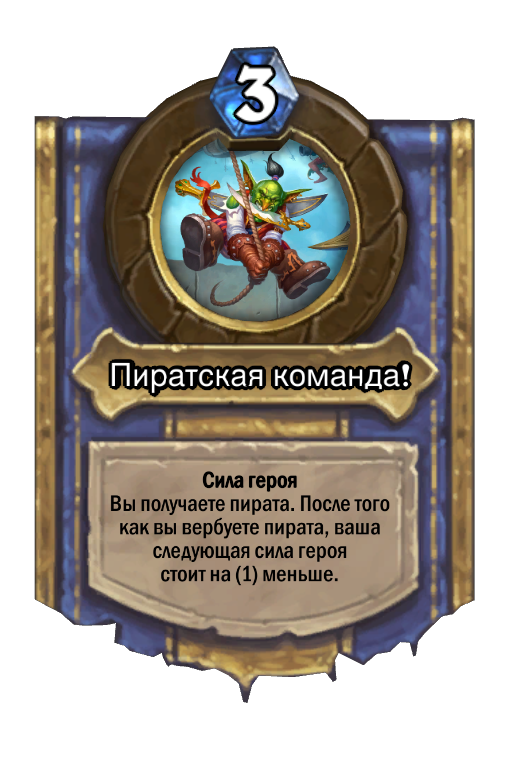 3
Пиратская команда!
Сила героя
Вы получаете пирата. После того
как вы вербуете пирата, ваша
следующая сила героя
стоит на (1) меньше.